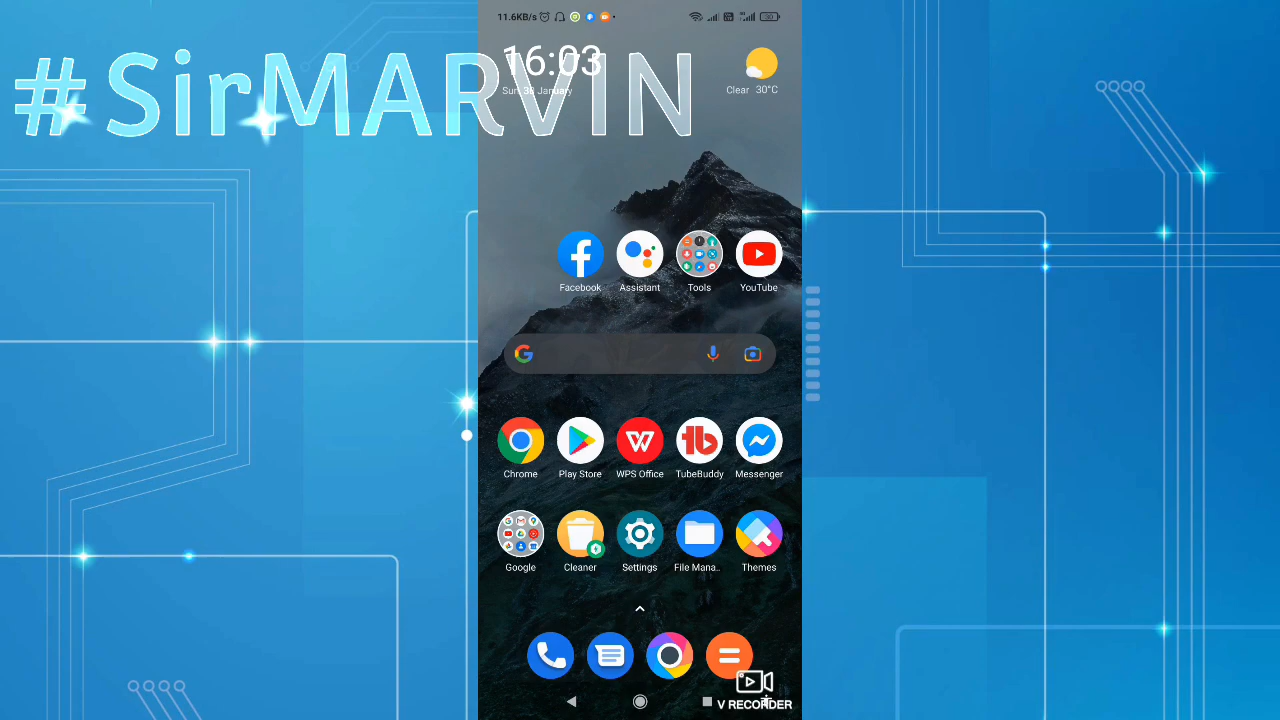 11.6KB/s
#SirMARVIN
16:03
Sun, 30 January
Clear 30°C
Facebook Assistant Tools YouTube
Chrome Play Store WPS Office TubeBuddy Messenger
Google Cleaner Settings File Mana.. Themes
V RECORDER